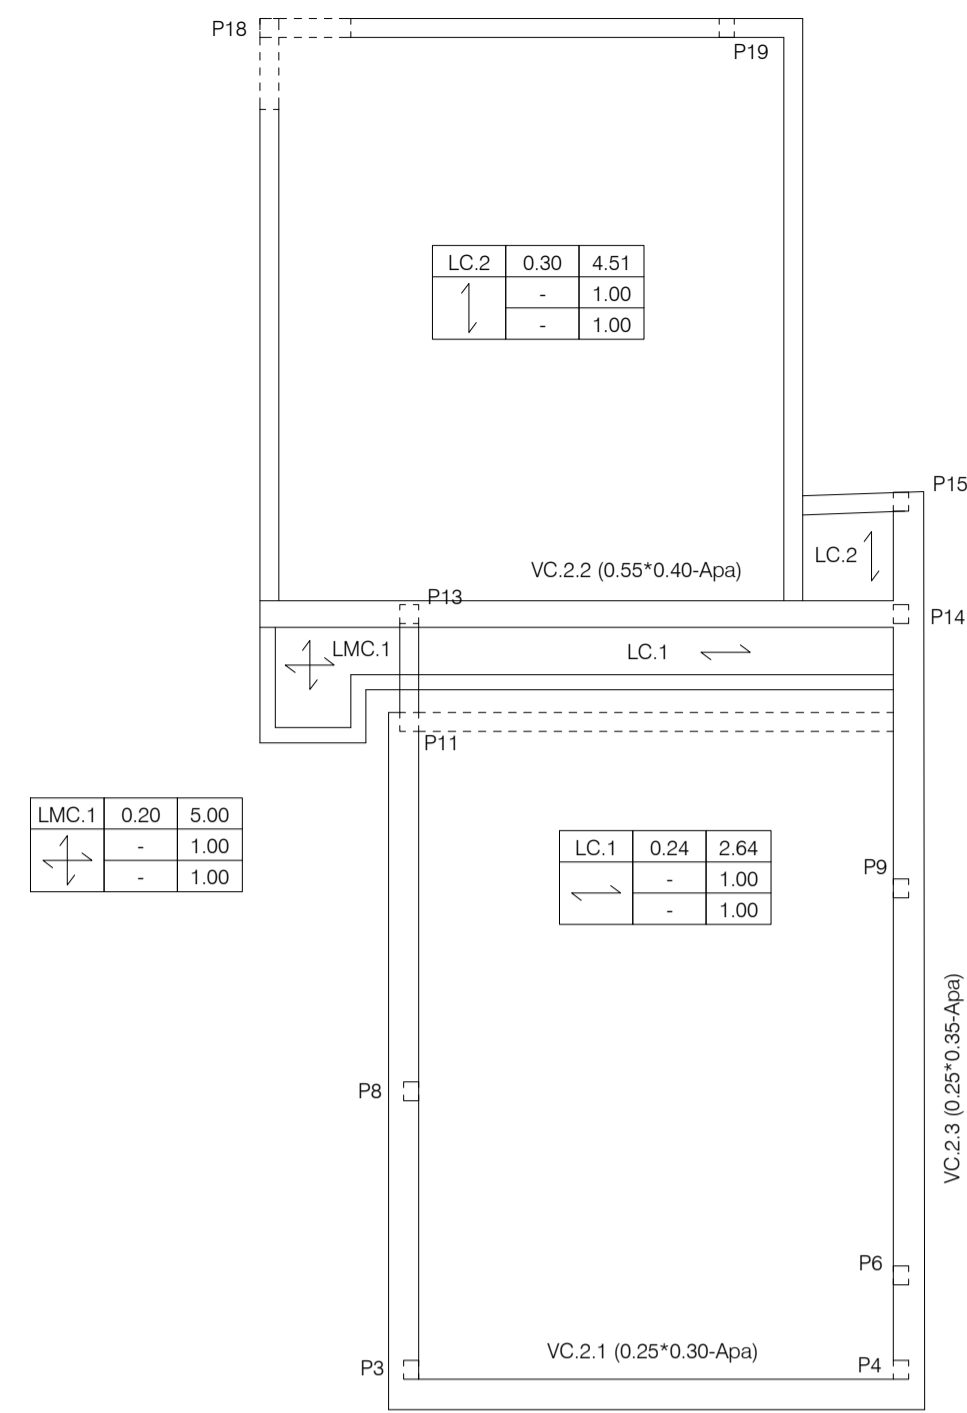 P18
P19
LC.2 0.30 4.51
- 1.00
- 1.00
P15
LC.2
VC.2.2 (0.55*0.40-Apa)
P13
P14
LMC.1
LC.1
P11
LMC.1 0.20 5.00
- 1.00
- 1.00
LC.1 0.24 2.64
- 1.00
- 1.00
P9
VC.2.3 (0.25*0.35-Apa)
P8
P6
VC.2.1 (0.25*0.30-Apa)
P3
P4